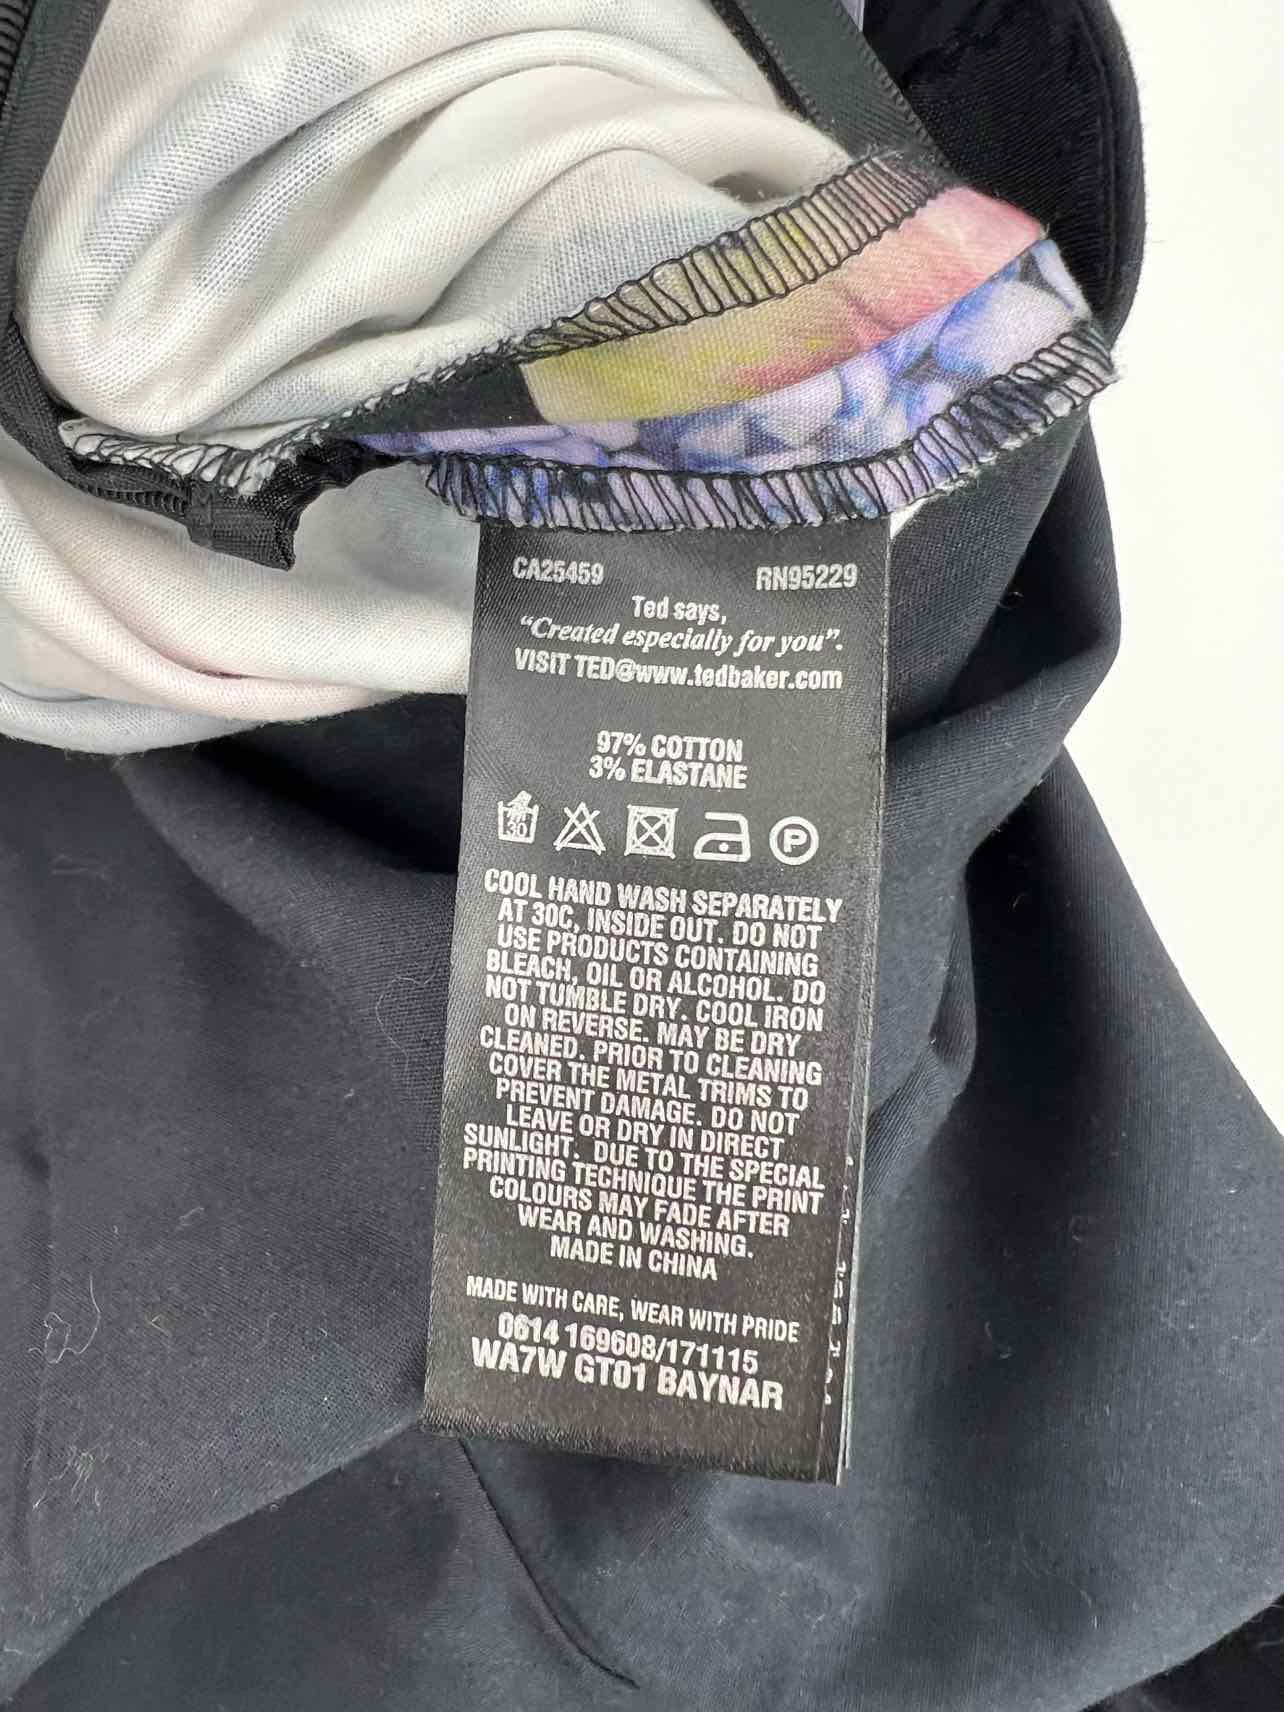 CA25459 RN95229
Ted says,
“Created especially for you”.
VISIT TED@www.tedbaker.com
97% COTTON
3% ELASTANE
30 P
COOL HAND WASH SEPARATELY
AT 30C, INSIDE OUT. DO NOT
USE PRODUCTS CONTAINING
BLEACH, OIL OR ALCOHOL. DO
NOT TUMBLE DRY. COOL IRON
ON REVERSE. MAY BE DRY
CLEANED. PRIOR TO CLEANING
COVER THE METAL TRIMS TO
PREVENT DAMAGE. DO NOT
LEAVE OR DRY IN DIRECT
SUNLIGHT. DUE TO THE SPECIAL
PRINTING TECHNIQUE THE PRINT
COLOURS MAY FADE AFTER
WEAR AND WASHING.
MADE IN CHINA
MADE WITH CARE, WEAR WITH PRIDE
0614 169608/171115
WA7W GT01 BAYNAR